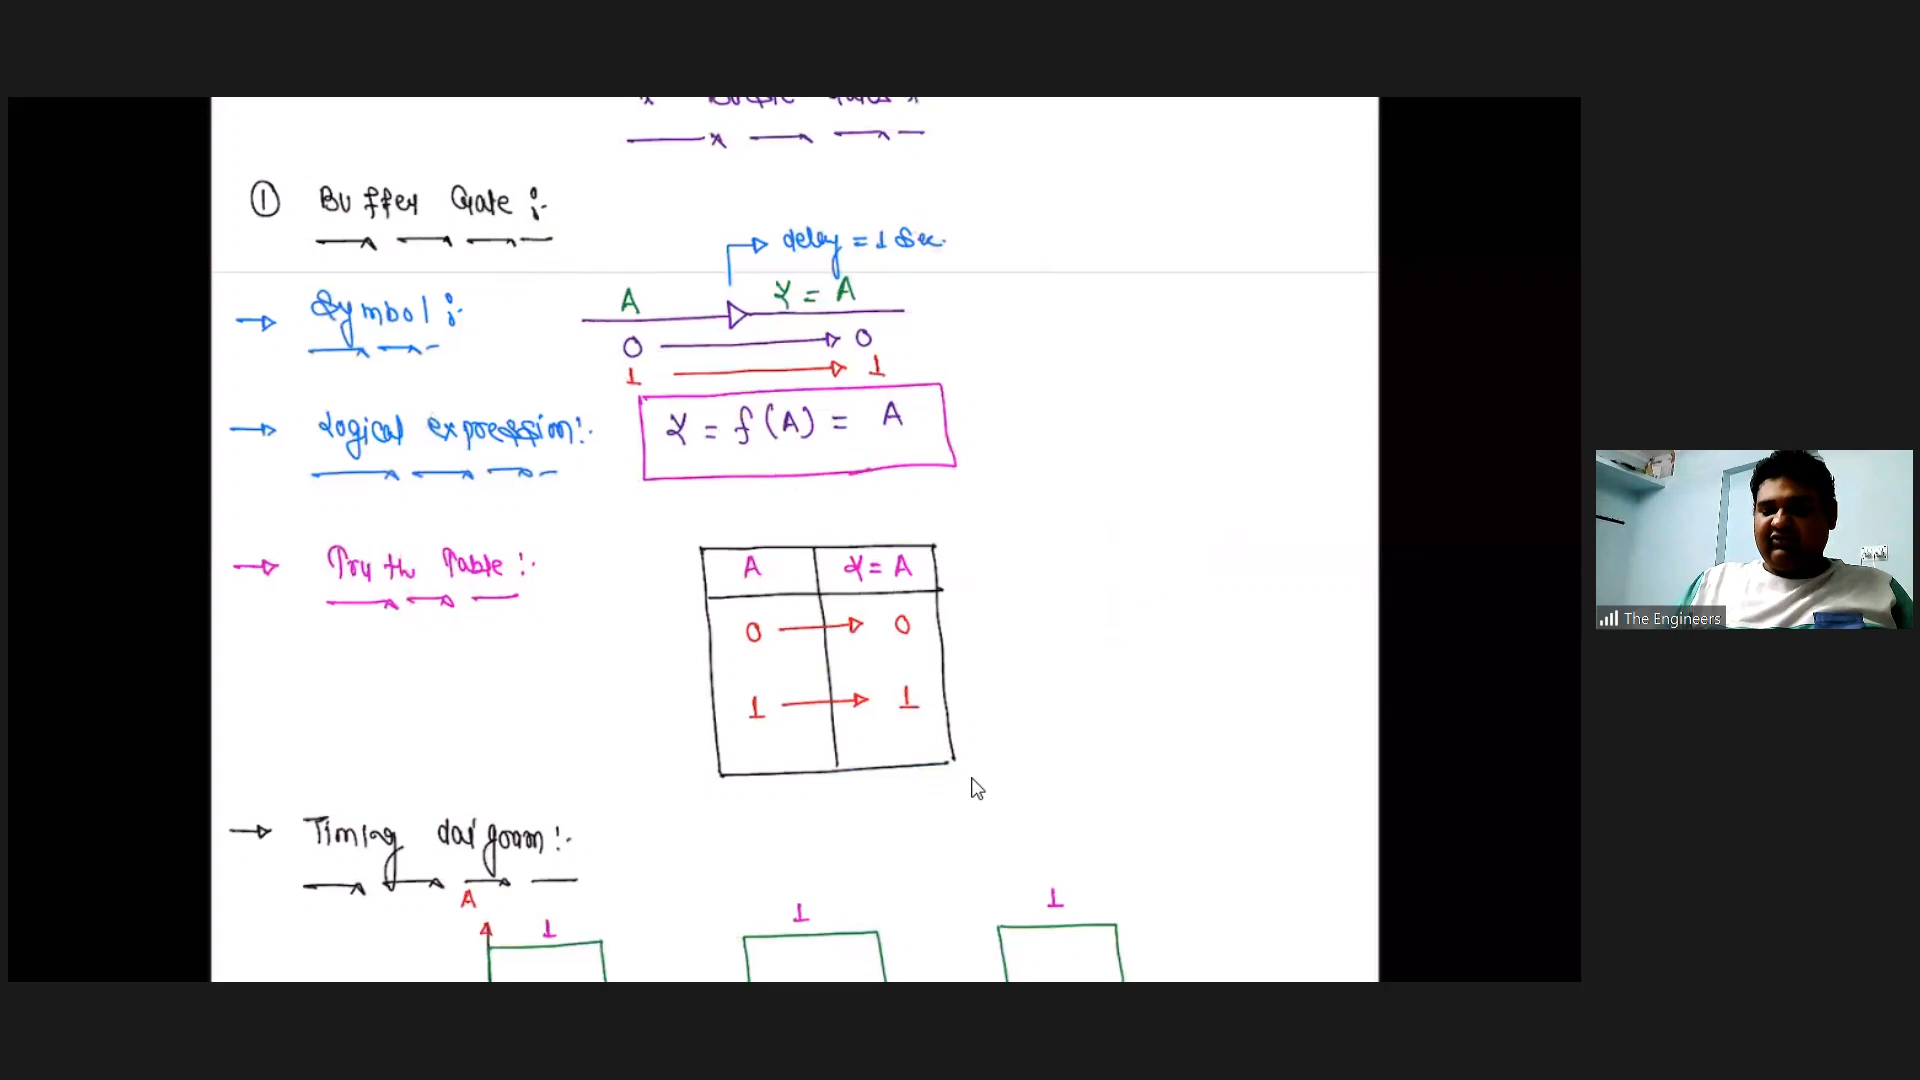 ① Buffer Gate :-
delay = 1 Sec.
→ Symbol :-
A Y = A
0 → 0
1 → 1
→ Logical expression :-
Y = f(A) = A
→ Truth Table :-
A Y = A
0 → 0
1 → 1
→ Timing daigram :-
A
1 1 1
The Engineers